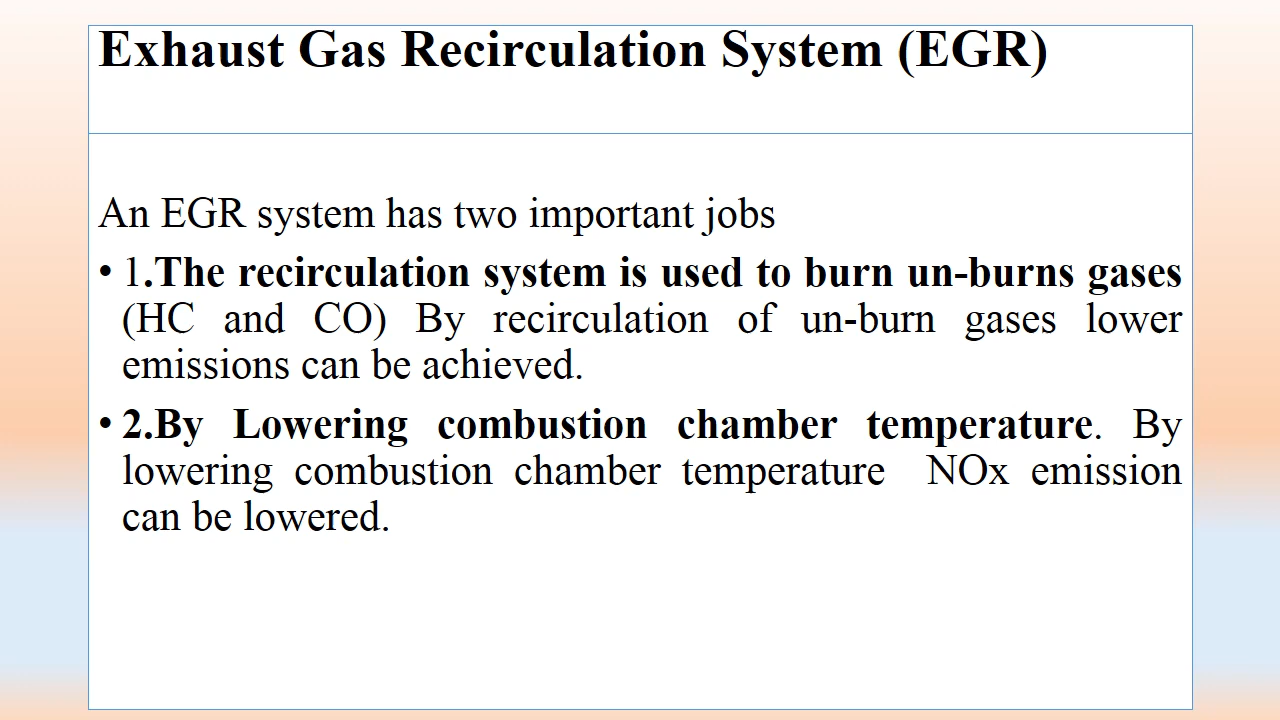 Exhaust Gas Recirculation System (EGR)
An EGR system has two important jobs
• 1.The recirculation system is used to burn un-burns gases
(HC and CO) By recirculation of un-burn gases lower
emissions can be achieved.
• 2.By Lowering combustion chamber temperature. By
lowering combustion chamber temperature  NOx emission
can be lowered.